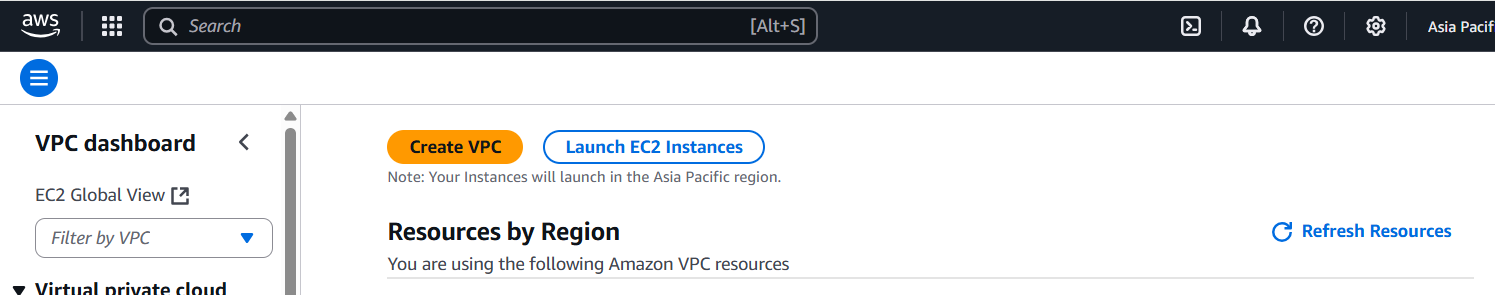 aws Search [Alt+S] Asia Pacif
VPC dashboard
EC2 Global View
Filter by VPC
Virtual private cloud
Create VPC Launch EC2 Instances
Note: Your Instances will launch in the Asia Pacific region.
Resources by Region Refresh Resources
You are using the following Amazon VPC resources